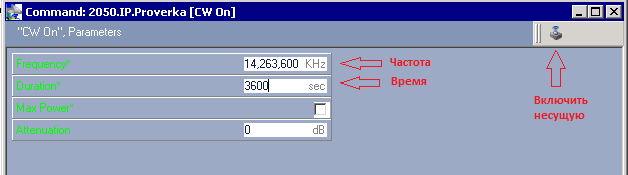 Command: 2050.IP.Proverka [CW On]
"CW On", Parameters
Frequency* 14,263,600 KHz
Частота
Duration* 3600 sec
Время
Max Power*
Включить
несущую
Attenuation 0 dB